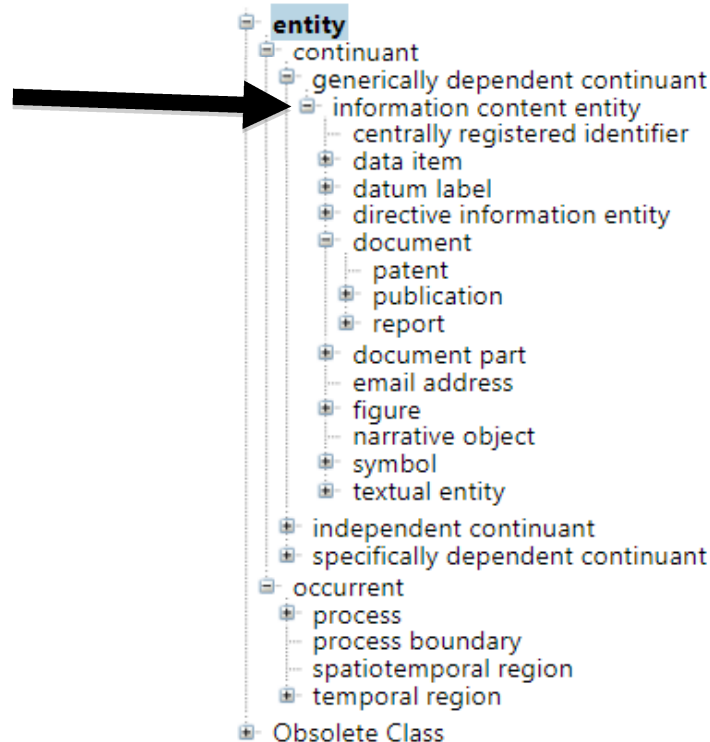 entity
continuant
generically dependent continuant
information content entity
centrally registered identifier
data item
datum label
directive information entity
document
patent
publication
report
document part
email address
figure
narrative object
symbol
textual entity
independent continuant
specifically dependent continuant
occurrent
process
process boundary
spatiotemporal region
temporal region
Obsolete Class